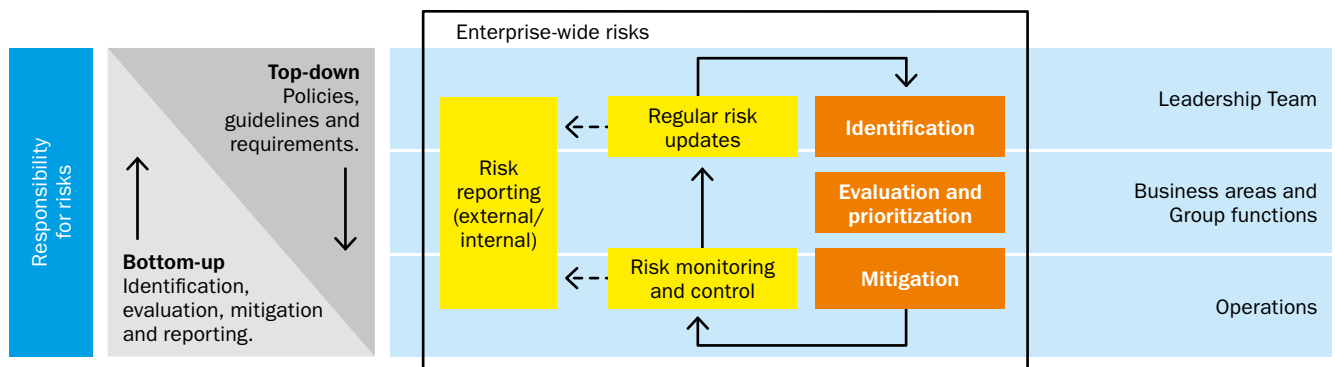 Enterprise-wide risks
Responsibility
for risks
Top-down
Policies,
guidelines and
requirements.
Bottom-up
Identification,
evaluation, mitigation
and reporting.
Risk
reporting
(external/
internal)
Regular risk
updates
Risk monitoring
and control
Identification
Evaluation and
prioritization
Mitigation
Leadership Team
Business areas and
Group functions
Operations